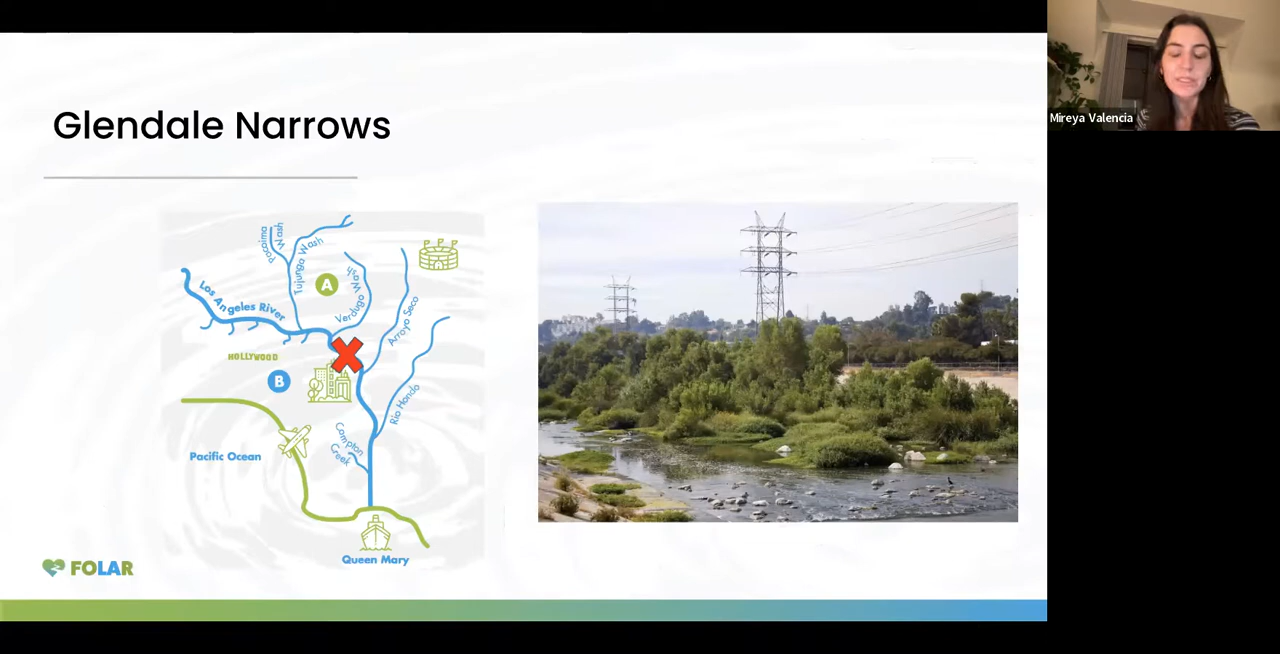 Glendale Narrows
Mireya Valencia
Pacoima
Wash
Tujunga Wash
A
Verdugo Wash
Los Angeles River
Arroyo Seco
HOLLYWOOD
B
Rio Hondo
Compton
Creek
Pacific Ocean
Queen Mary
FOLAR